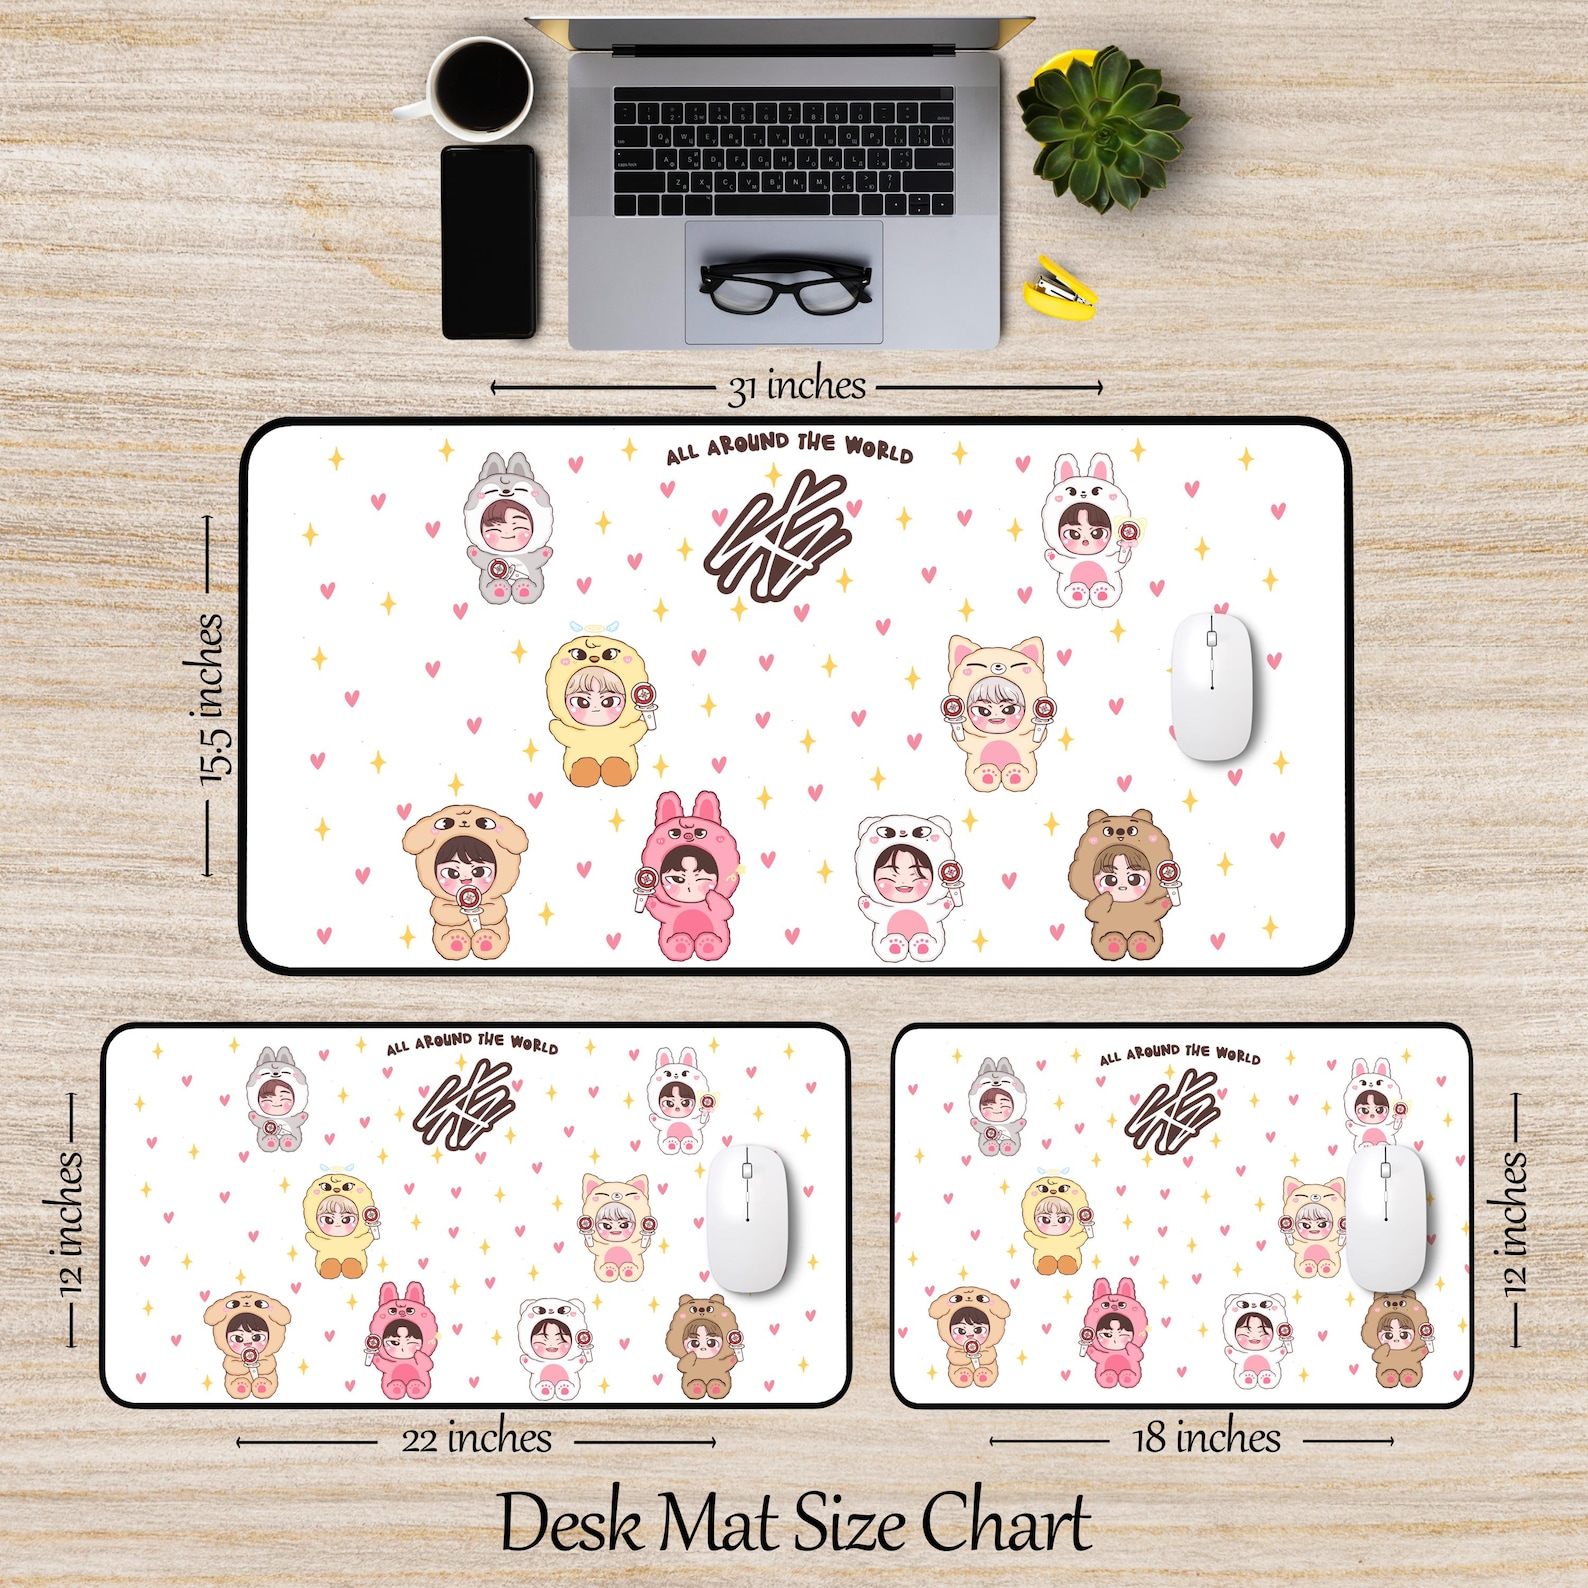 31 inches
ALL AROUND THE WORLD
15.5 inches
ALL AROUND THE WORLD
ALL AROUND THE WORLD
12 inches
12 inches
22 inches
18 inches
Desk Mat Size Chart